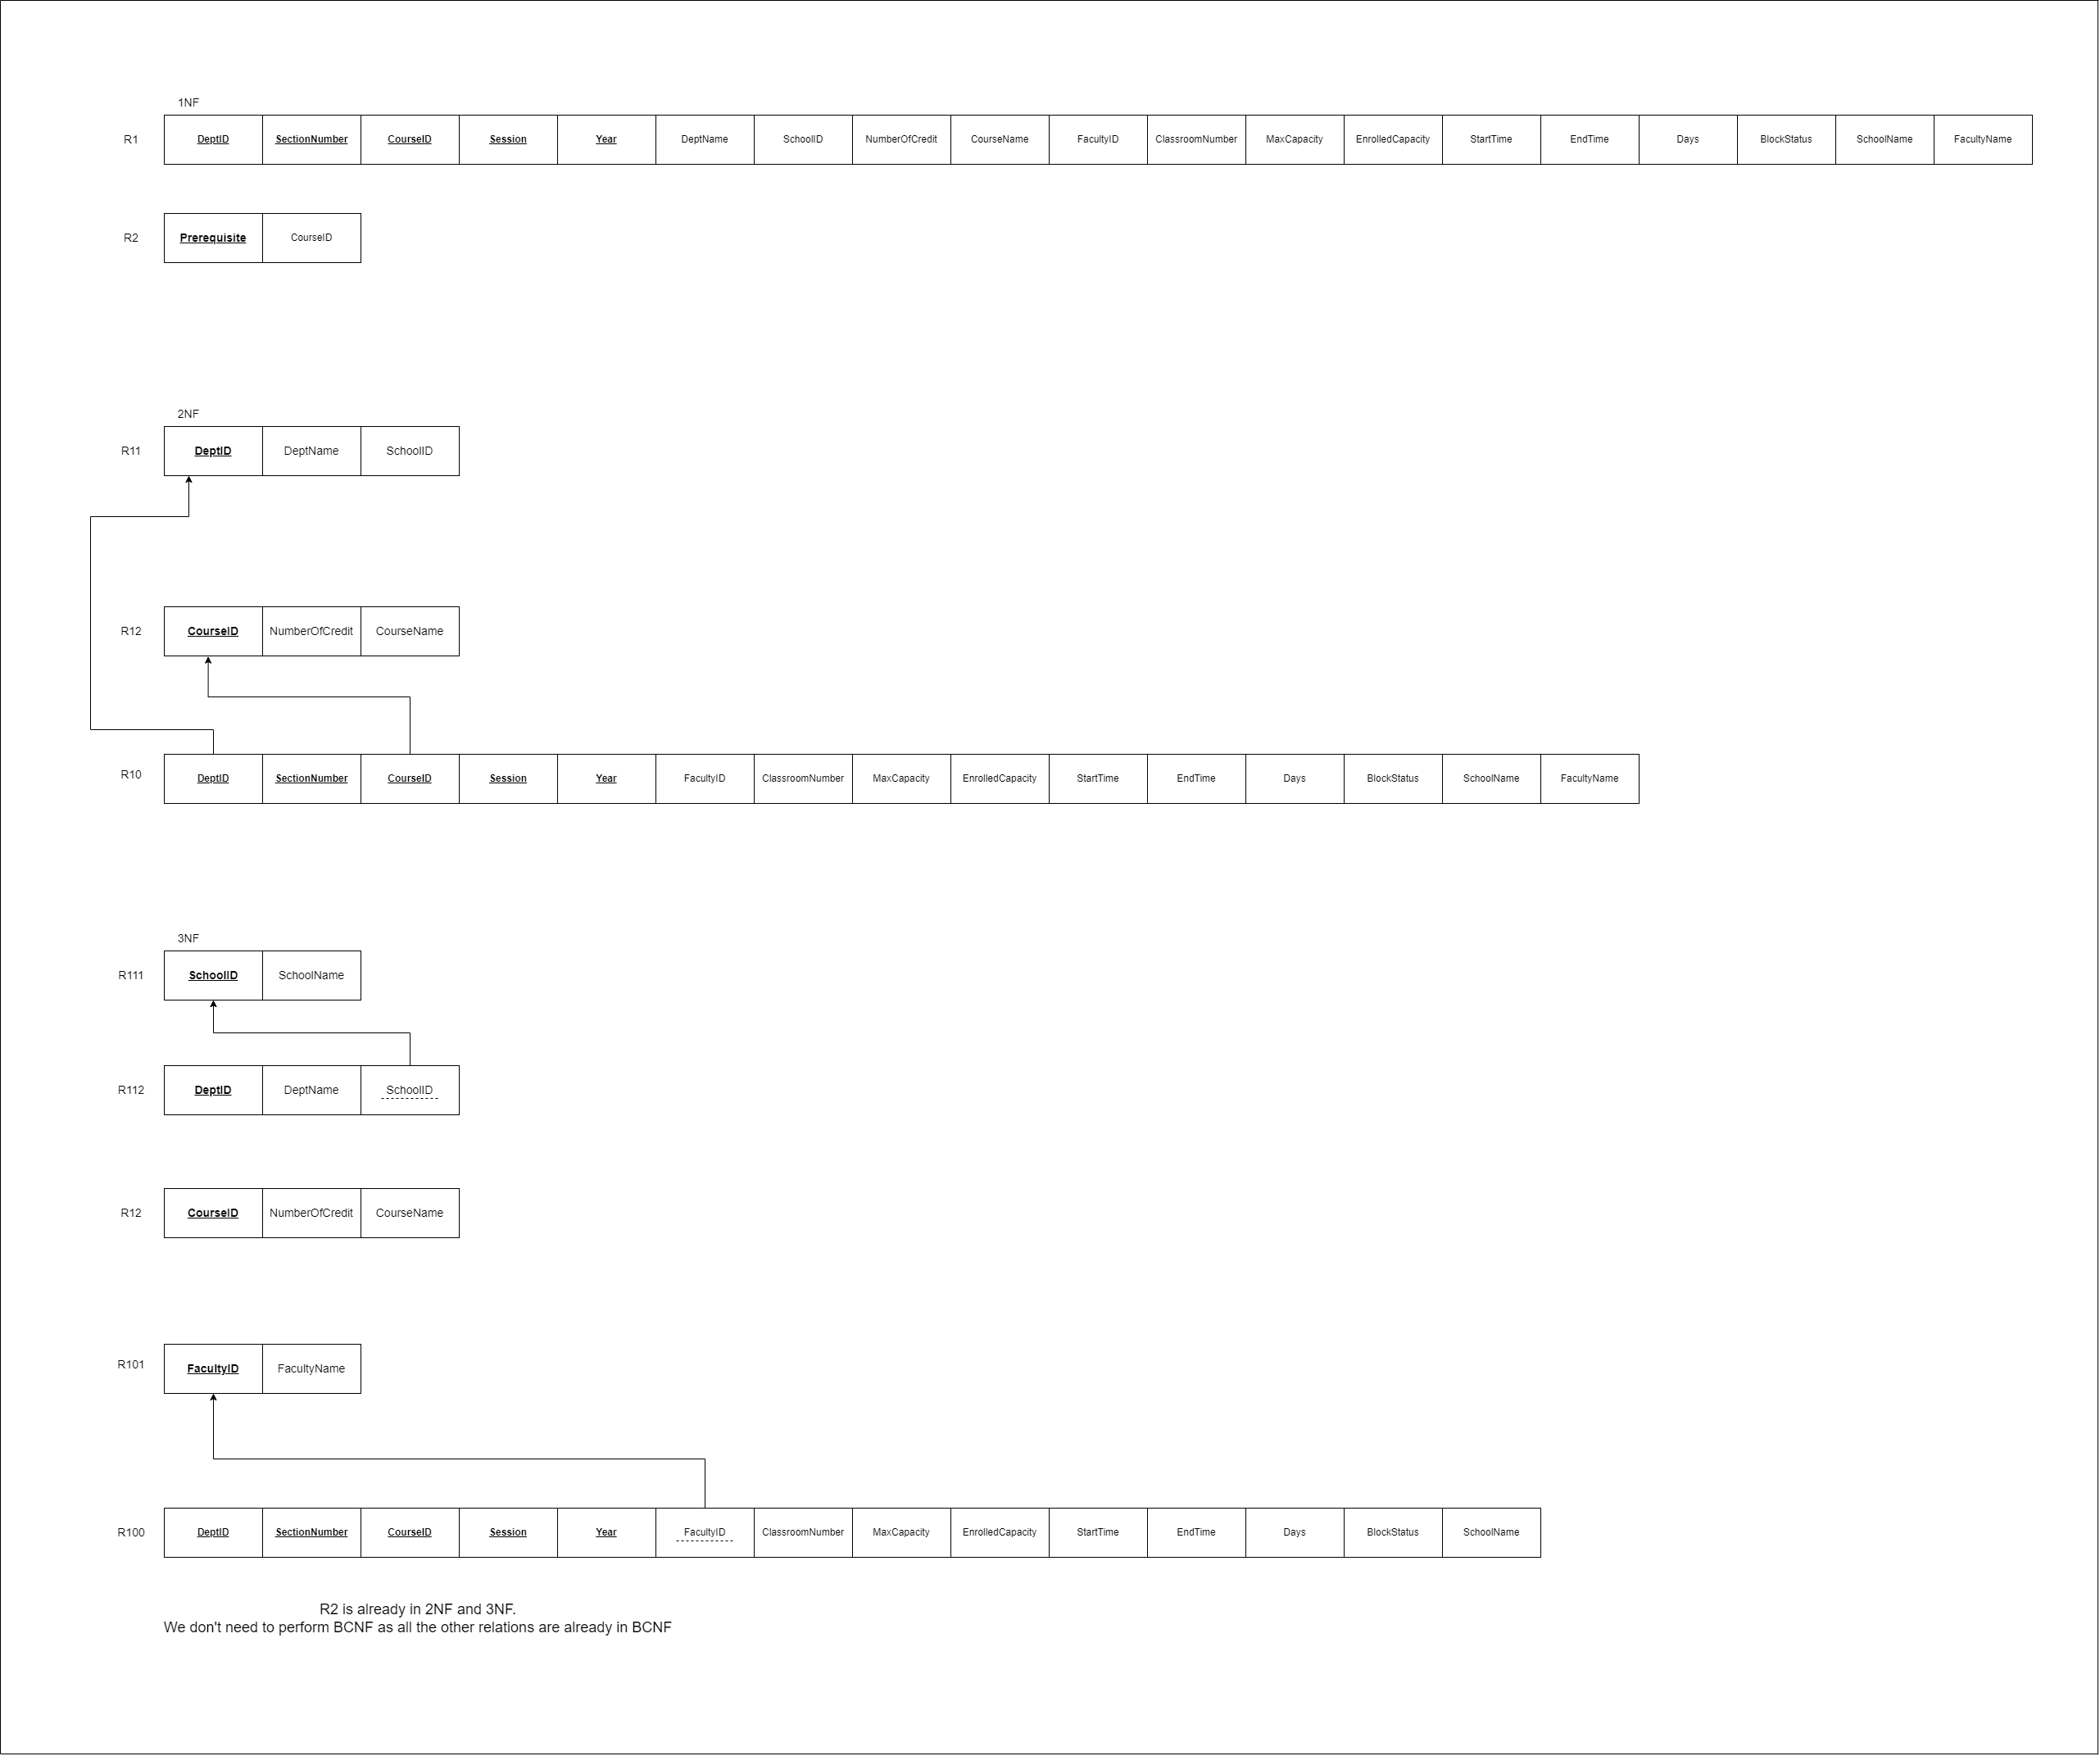 1NF
R1 DeptID SectionNumber CourseID Session Year DeptName SchoolID NumberOfCredit CourseName FacultyID ClassroomNumber MaxCapacity EnrolledCapacity StartTime EndTime Days BlockStatus SchoolName FacultyName
R2 Prerequisite CourseID
2NF
R11 DeptID DeptName SchoolID
R12 CourseID NumberOfCredit CourseName
R10 DeptID SectionNumber CourseID Session Year FacultyID ClassroomNumber MaxCapacity EnrolledCapacity StartTime EndTime Days BlockStatus SchoolName FacultyName
3NF
R111 SchoolID SchoolName
R112 DeptID DeptName SchoolID
R12 CourseID NumberOfCredit CourseName
R101 FacultyID FacultyName
R100 DeptID SectionNumber CourseID Session Year FacultyID ClassroomNumber MaxCapacity EnrolledCapacity StartTime EndTime Days BlockStatus SchoolName
R2 is already in 2NF and 3NF.
We don't need to perform BCNF as all the other relations are already in BCNF